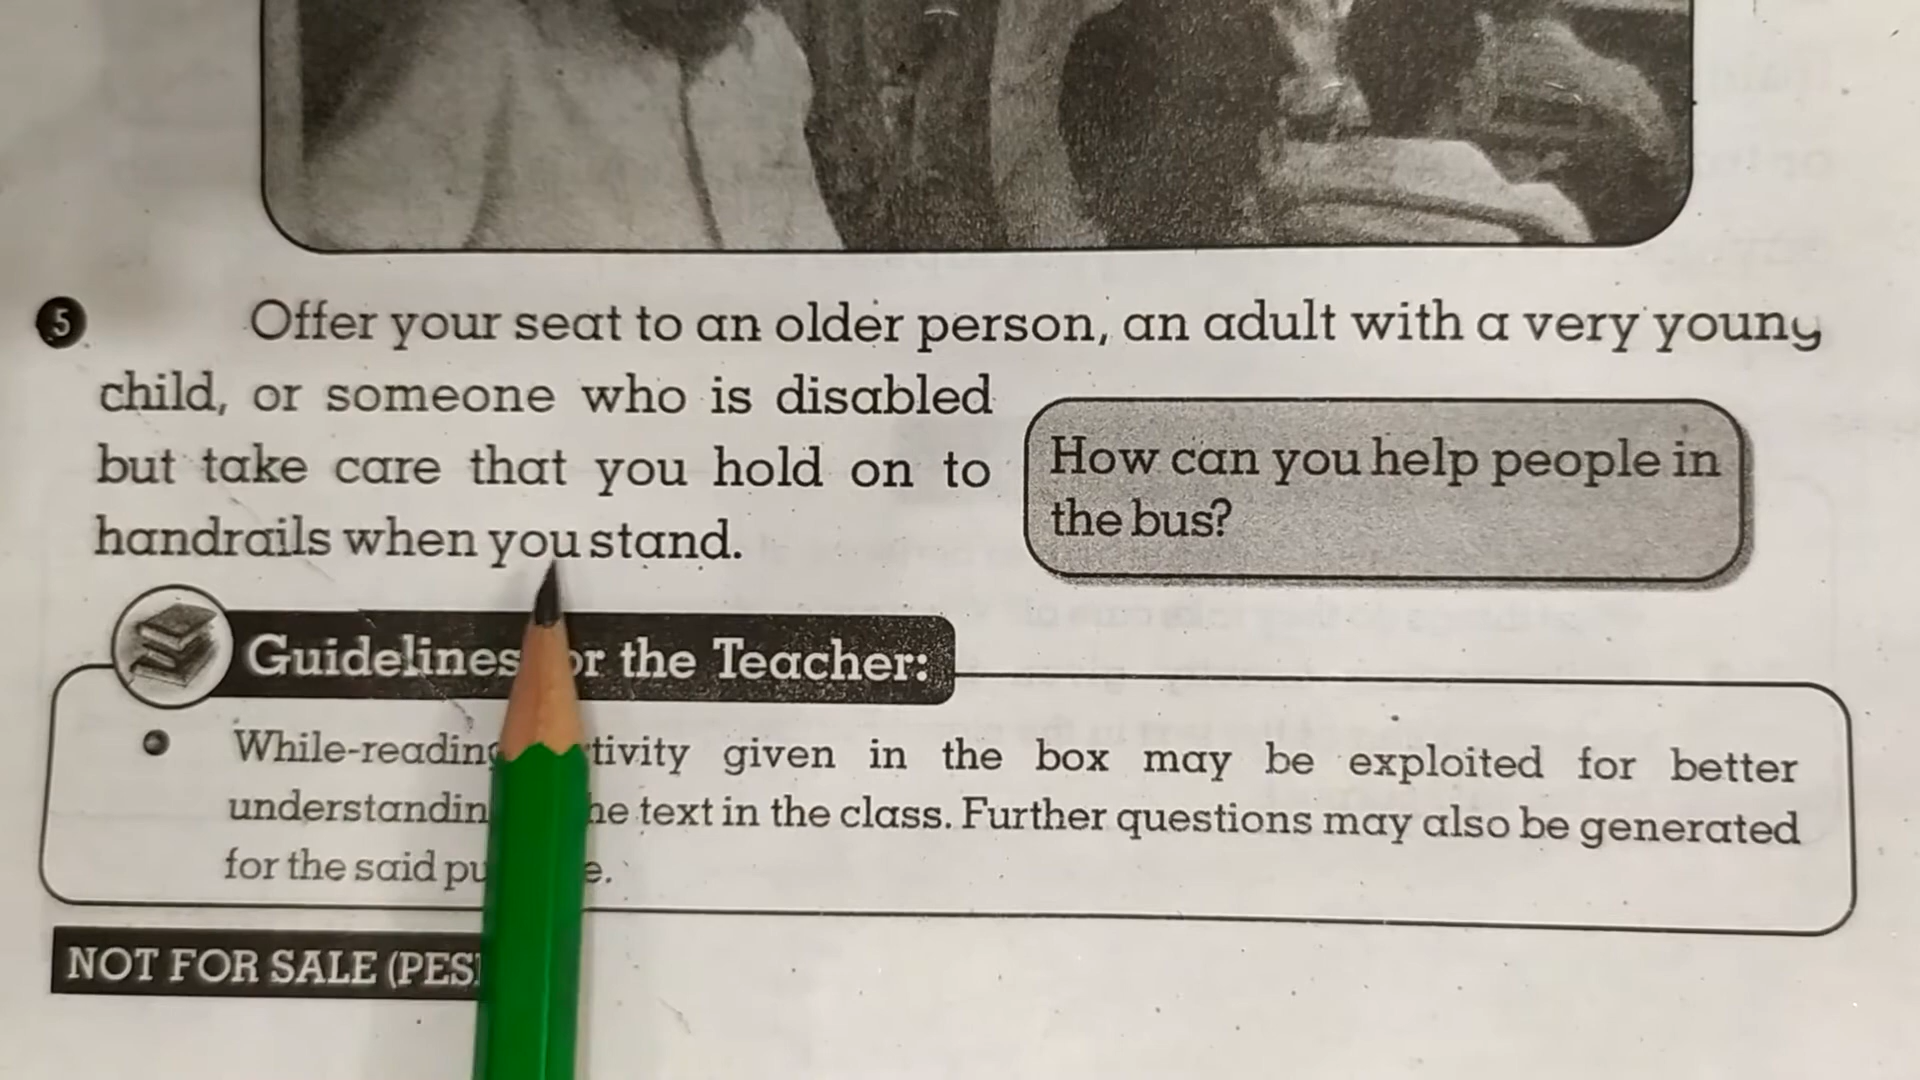 5 Offer your seat to an older person, an adult with a very young
child, or someone who is disabled
but take care that you hold on to
handrails when you stand.
How can you help people in
the bus?
Guidelines or the Teacher:
While-reading tivity given in the box may be exploited for better
understandin he text in the class. Further questions may also be generated
for the said pu e.
NOT FOR SALE (PES